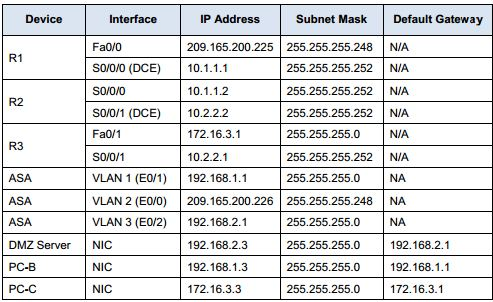 Device Interface IP Address Subnet Mask Default Gateway
R1 Fa0/0 209.165.200.225 255.255.255.248 N/A
S0/0/0 (DCE) 10.1.1.1 255.255.255.252 N/A
R2 S0/0/0 10.1.1.2 255.255.255.252 N/A
S0/0/1 (DCE) 10.2.2.2 255.255.255.252 N/A
R3 Fa0/1 172.16.3.1 255.255.255.0 N/A
S0/0/1 10.2.2.1 255.255.255.252 N/A
ASA VLAN 1 (E0/1) 192.168.1.1 255.255.255.0 NA
ASA VLAN 2 (E0/0) 209.165.200.226 255.255.255.248 NA
ASA VLAN 3 (E0/2) 192.168.2.1 255.255.255.0 NA
DMZ Server NIC 192.168.2.3 255.255.255.0 192.168.2.1
PC-B NIC 192.168.1.3 255.255.255.0 192.168.1.1
PC-C NIC 172.16.3.3 255.255.255.0 172.16.3.1